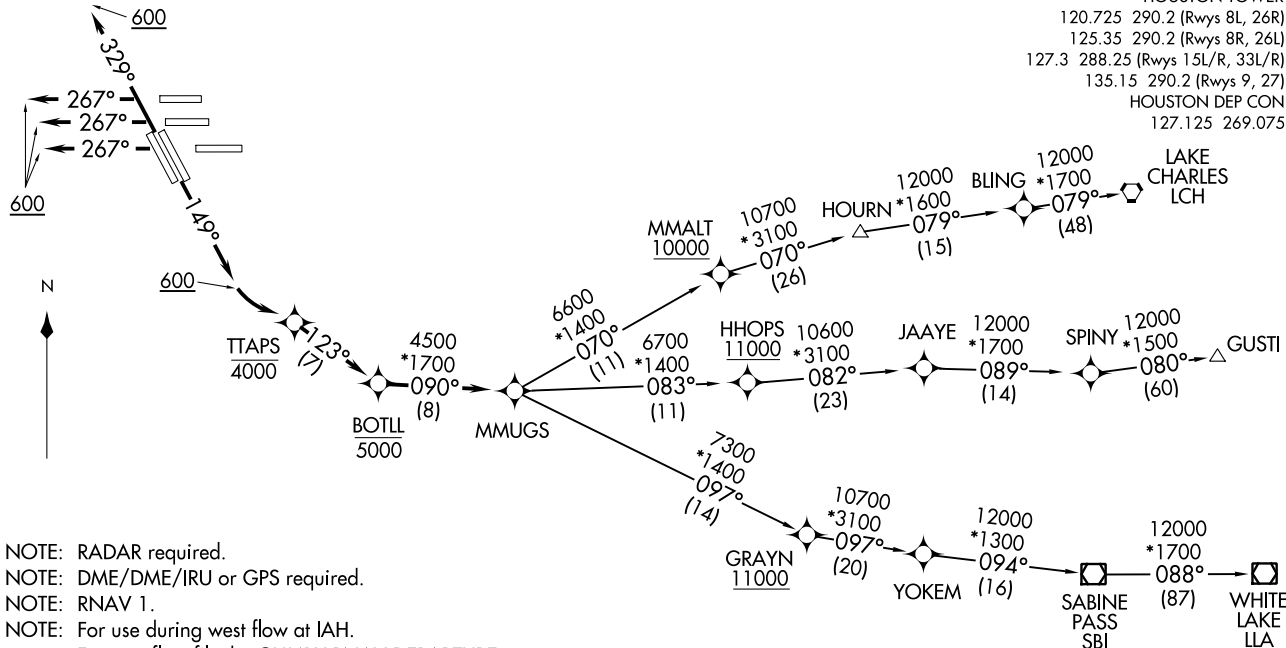 HOUSTON TOWER
120.725 290.2 (Rwys 8L, 26R)
125.35 290.2 (Rwys 8R, 26L)
127.3 288.25 (Rwys 15L/R, 33L/R)
135.15 290.2 (Rwys 9, 27)
HOUSTON DEP CON
127.125 269.075
600
329°
267°
267°
267°
600
149°
600
N
TTAPS
4000
123°
(7)
BOTLL
5000
4500
*1700
090°
(8)
MMUGS
6600
*1400
070°
(11)
MMALT
10000
10700
*3100
070°
(26)
HOURN
12000
*1600
079°
(15)
BLING
12000
*1700
079°
(48)
LAKE
CHARLES
LCH
6700
*1400
083°
(11)
HHOPS
11000
10600
*3100
082°
(23)
JAAYE
12000
*1700
089°
(14)
SPINY
12000
*1500
080°
(60)
GUSTI
7300
*1400
097°
(14)
GRAYN
11000
10700
*3100
097°
(20)
YOKEM
12000
*1300
094°
(16)
SABINE
PASS
SBI
12000
*1700
088°
(87)
WHITE
LAKE
LLA
NOTE: RADAR required.
NOTE: DME/DME/IRU or GPS required.
NOTE: RNAV 1.
NOTE: For use during west flow at IAH.